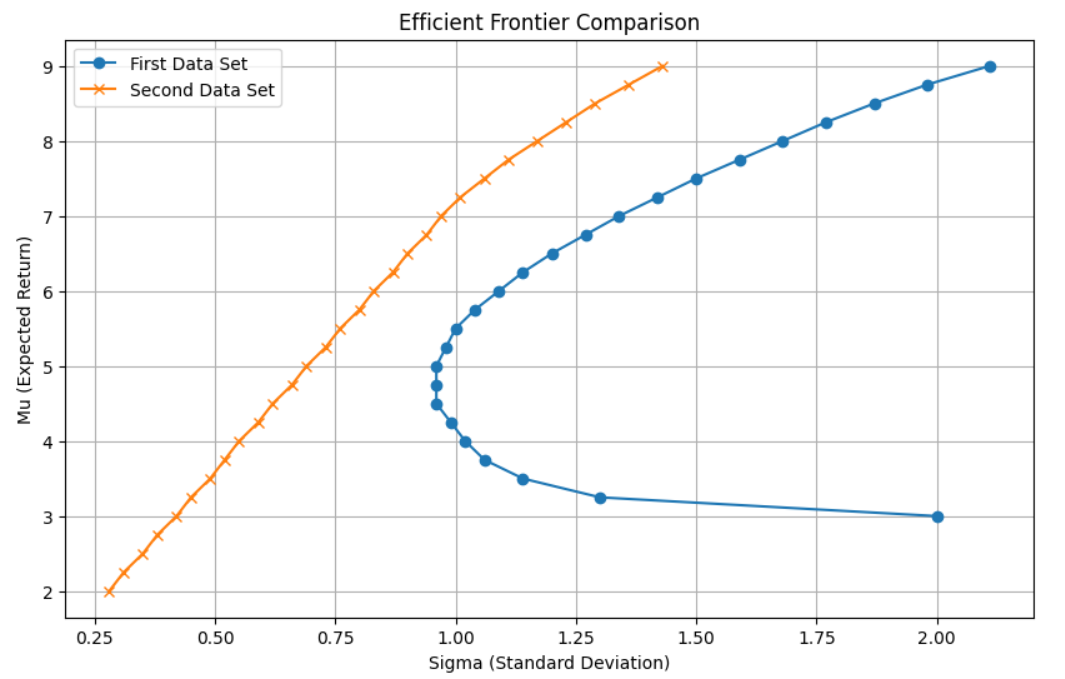 Efficient Frontier Comparison
First Data Set
Second Data Set
Mu (Expected Return)
9
8
7
6
5
4
3
2
0.25 0.50 0.75 1.00 1.25 1.50 1.75 2.00
Sigma (Standard Deviation)